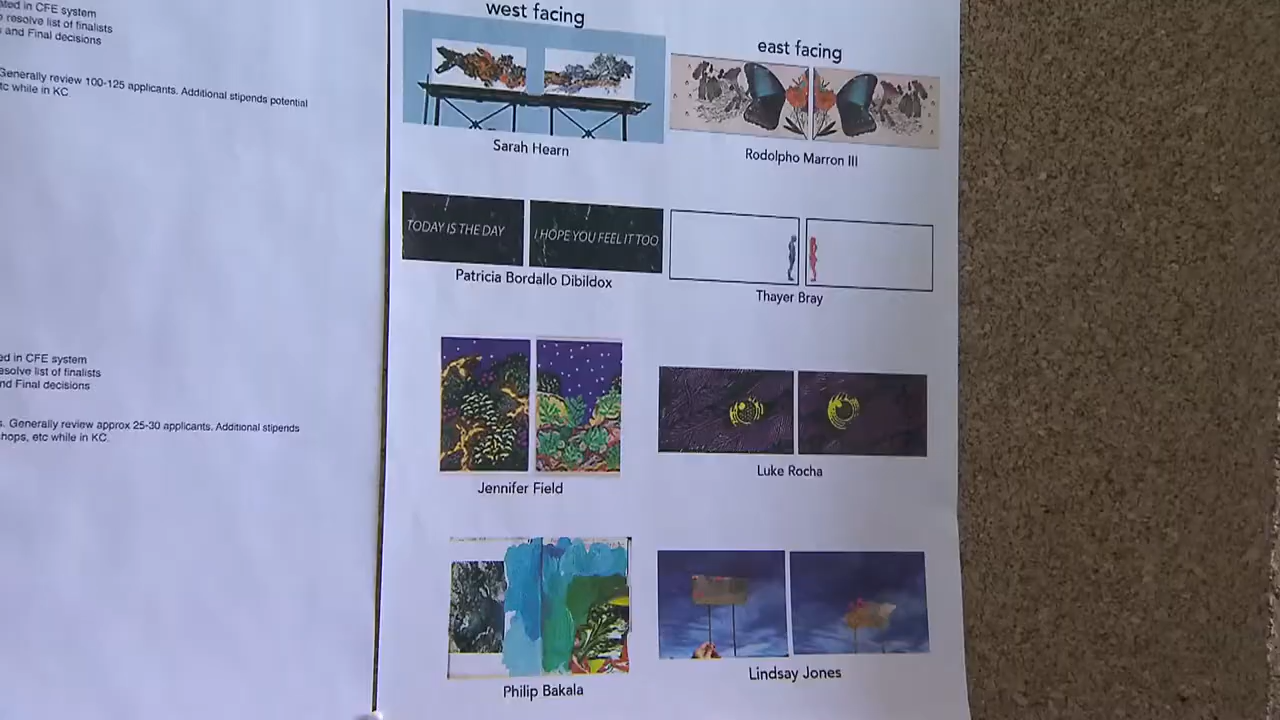 ated in CFE system
resolve list of finalists
and Final decisions
Generally review 100-125 applicants. Additional stipends potential
etc while in KC
ed in CFE system
esolve list of finalists
nd Final decisions
s. Generally review approx 25-30 applicants. Additional stipends
hops, etc while in KC.
west facing
east facing
Sarah Hearn
Rodolpho Marron III
TODAY IS THE DAY
I HOPE YOU FEEL IT TOO
Patricia Bordallo Dibildox
Thayer Bray
Jennifer Field
Luke Rocha
Philip Bakala
Lindsay Jones